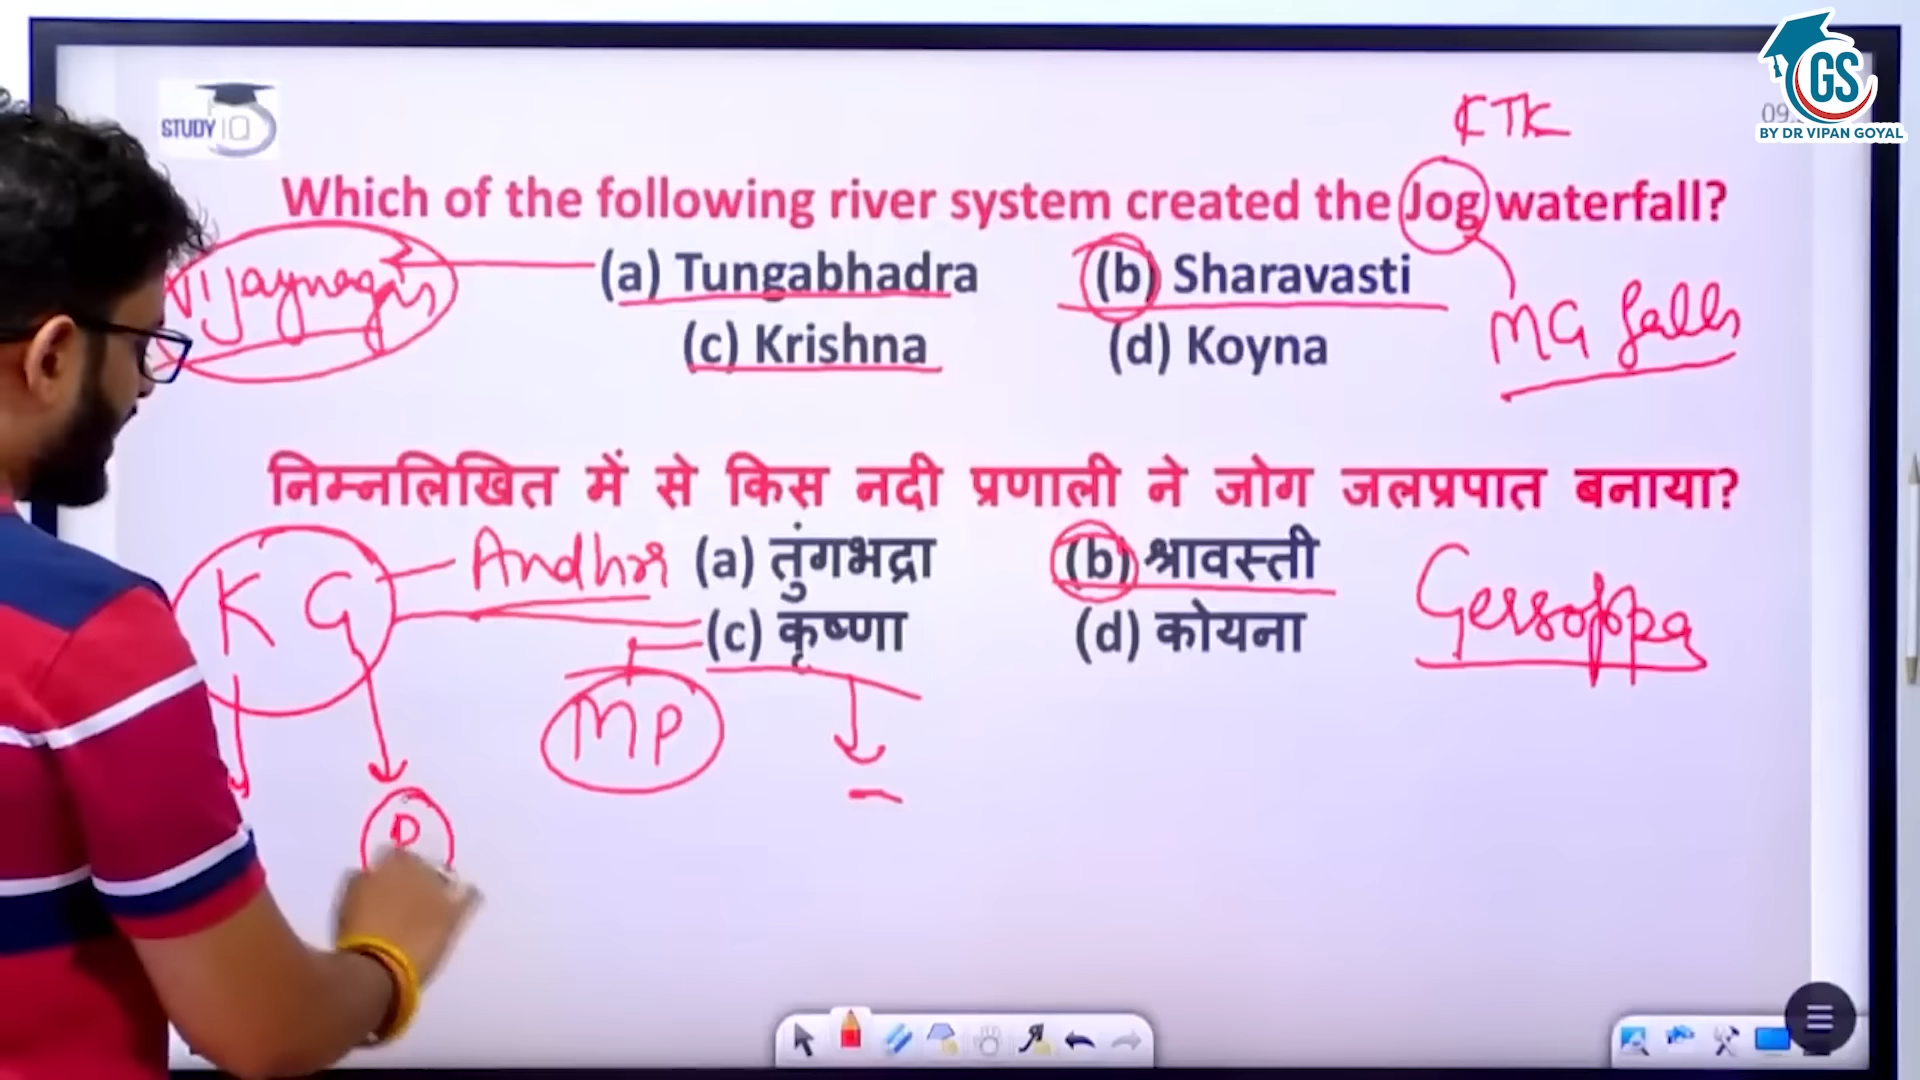 GS
BY DR VIPAN GOYAL
STUDY IQ
KTK
09
Which of the following river system created the Jog waterfall?
Vijaynagar
(a) Tungabhadra (b) Sharavasti
MG falls
(c) Krishna (d) Koyna
निम्नलिखित में से किस नदी प्रणाली ने जोग जलप्रपात बनाया?
K G
Andhra
(a) तुंगभद्रा (b) श्रावस्ती
Gersoppa
(c) कृष्णा (d) कोयना
MP
D